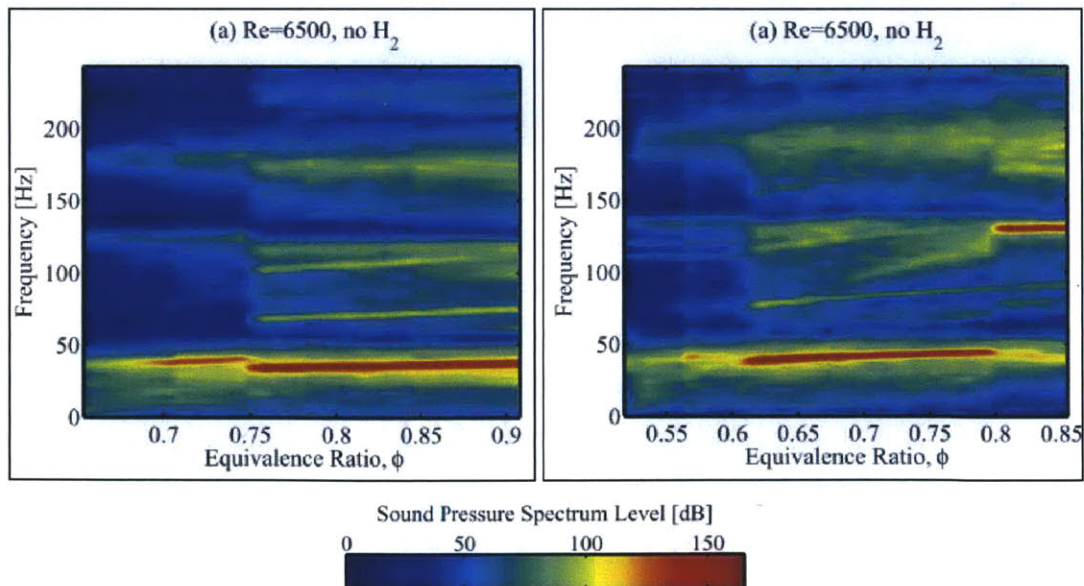 (a) Re=6500, no H2
Frequency [Hz]
200
150
100
50
0
0.7 0.75 0.8 0.85 0.9
Equivalence Ratio, ϕ
(a) Re=6500, no H2
Frequency [Hz]
200
150
100
50
0
0.55 0.6 0.65 0.7 0.75 0.8 0.85
Equivalence Ratio, ϕ
Sound Pressure Spectrum Level [dB]
0 50 100 150